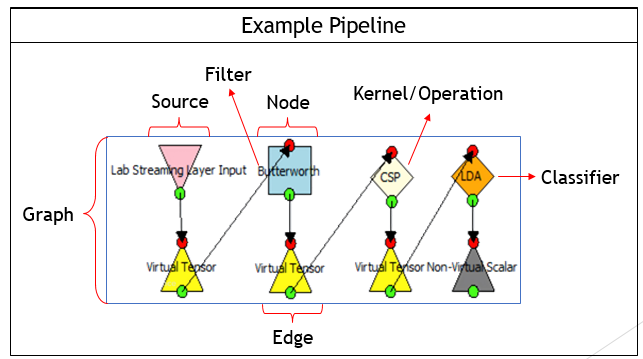 Example Pipeline
Filter
Source
Node
Kernel/Operation
Lab Streaming Layer Input
Butterworth
CSP
LDA
Classifier
Graph
Virtual Tensor
Virtual Tensor
Virtual Tensor
Non-Virtual Scalar
Edge